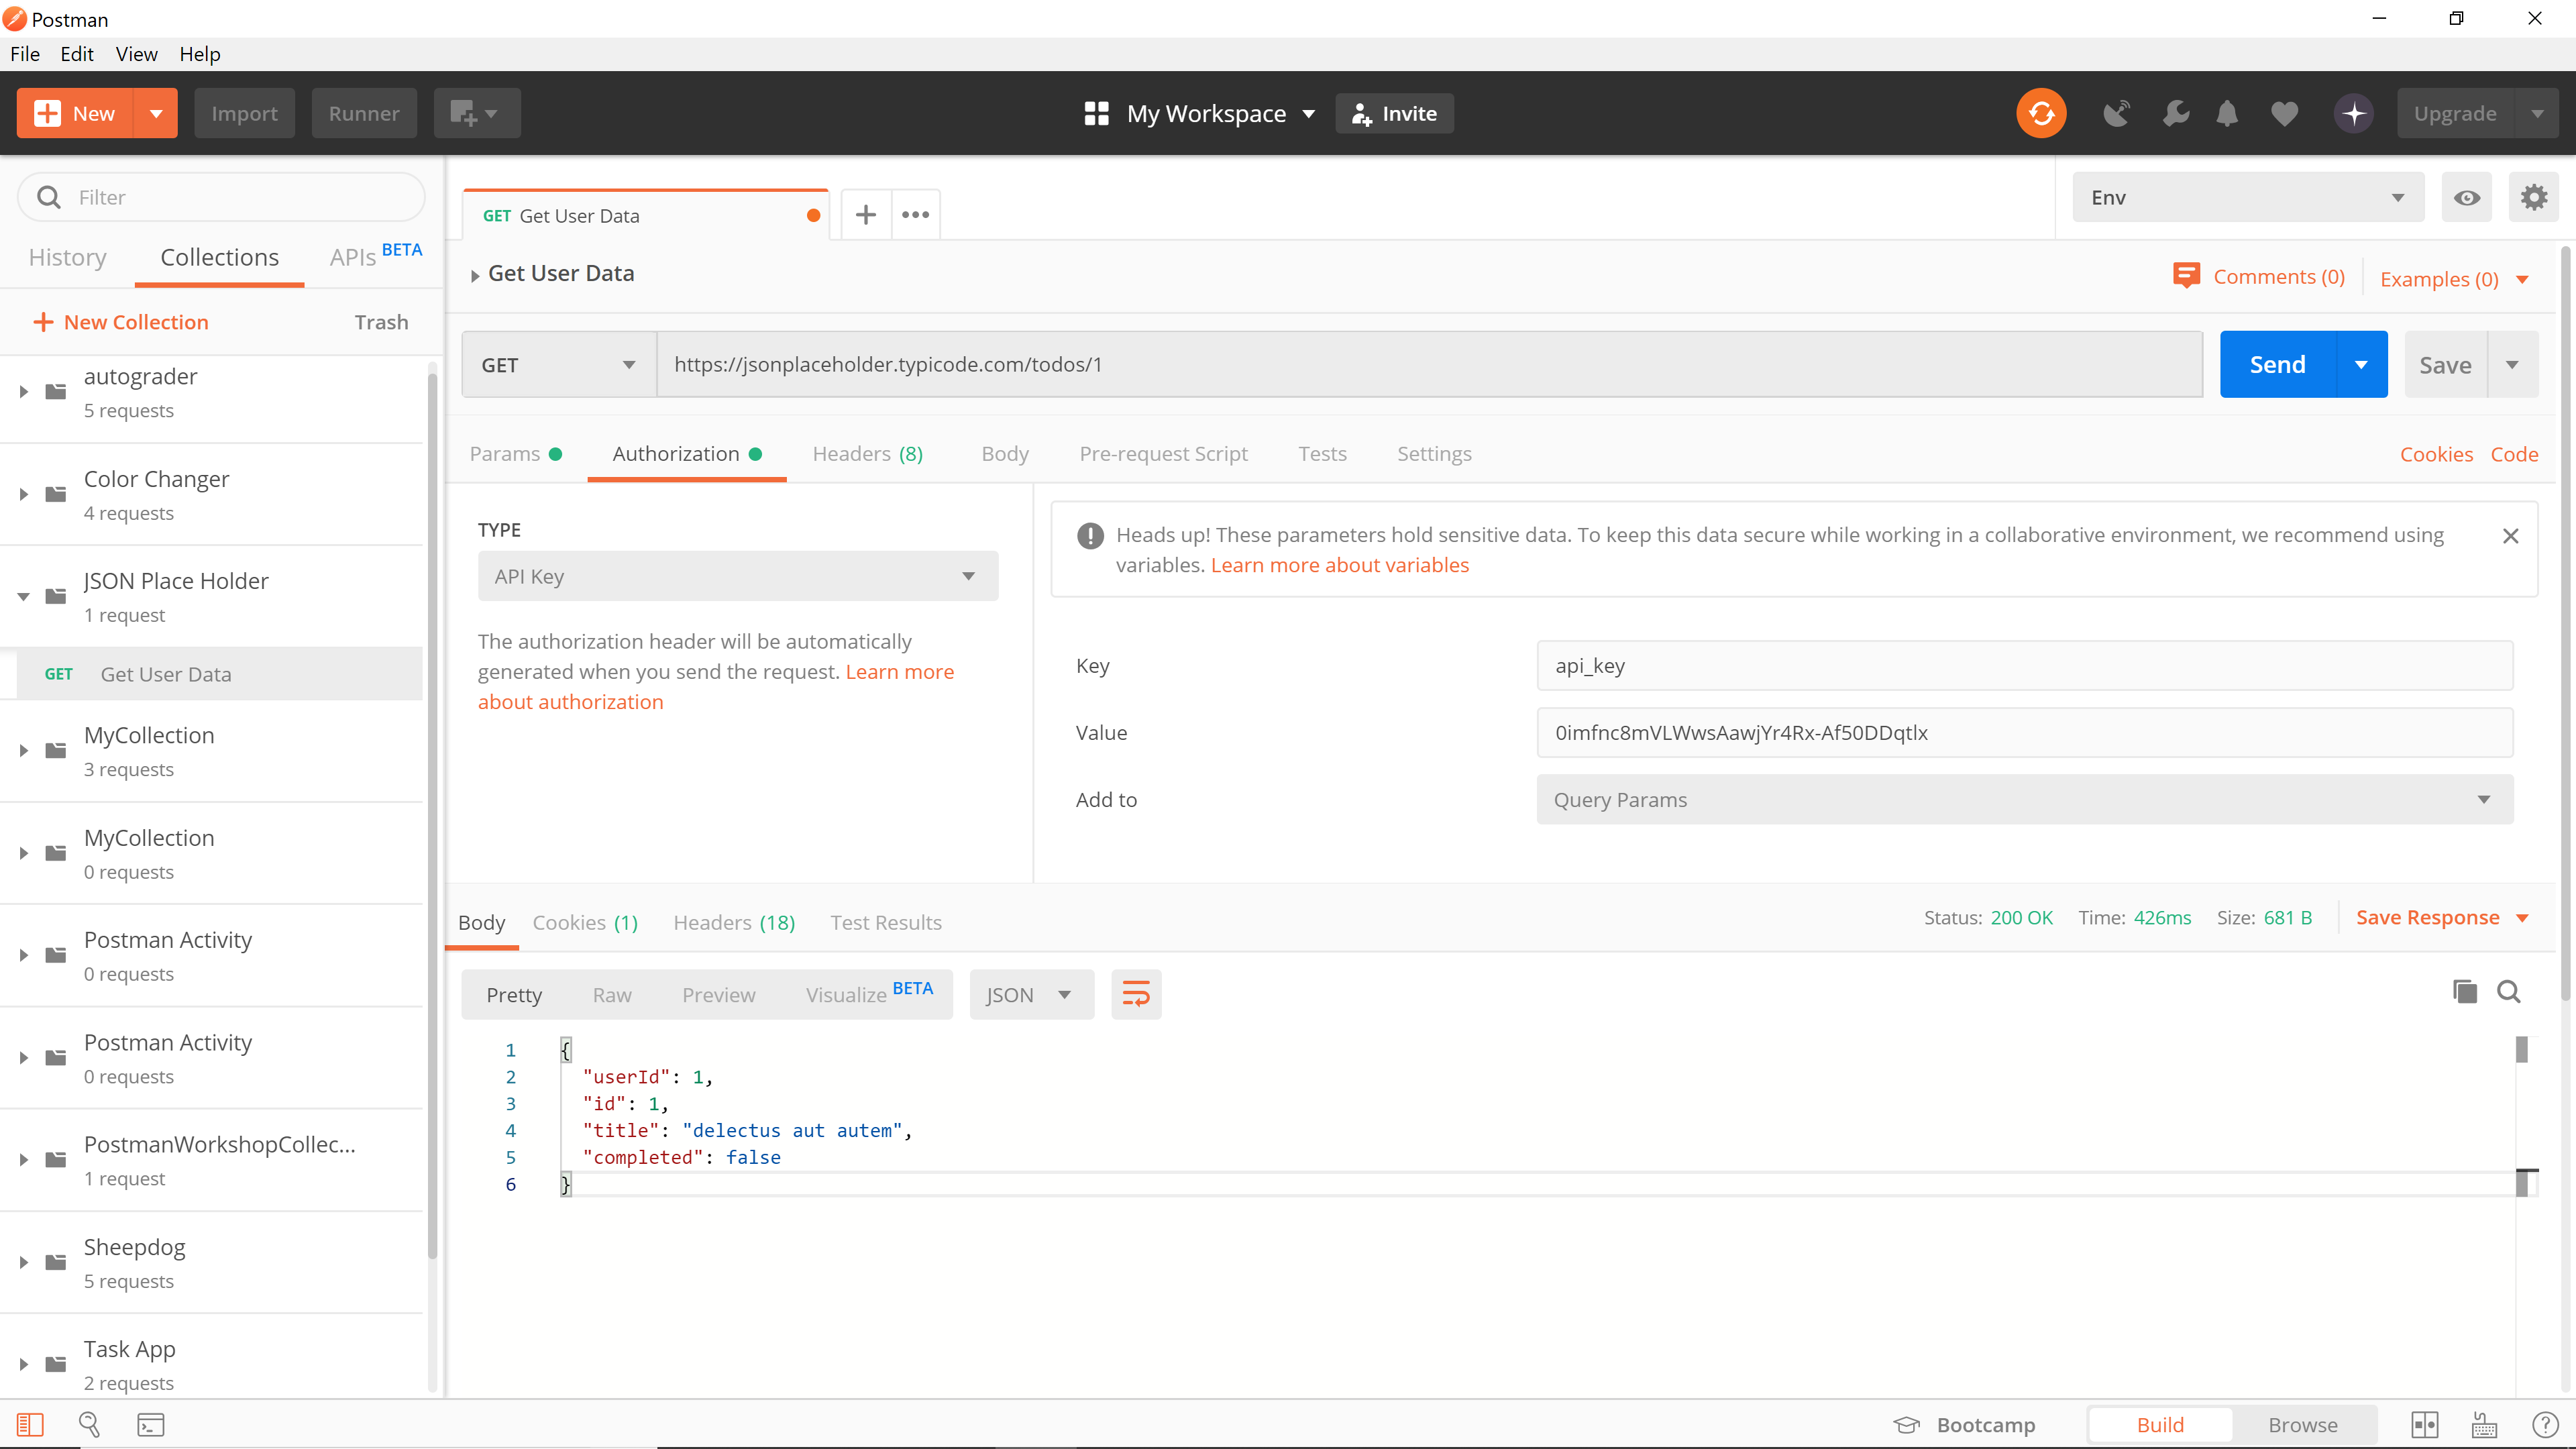 Postman
File Edit View Help
New Import Runner My Workspace Invite Upgrade
Filter
History Collections APIs BETA
New Collection Trash
autograder
5 requests
Color Changer
4 requests
JSON Place Holder
1 request
GET Get User Data
MyCollection
3 requests
MyCollection
0 requests
Postman Activity
0 requests
Postman Activity
0 requests
PostmanWorkshopCollec...
1 request
Sheepdog
5 requests
Task App
2 requests
GET Get User Data
Env
Get User Data
Comments (0) Examples (0)
GET https://jsonplaceholder.typicode.com/todos/1 Send Save
Params Authorization Headers (8) Body Pre-request Script Tests Settings Cookies Code
TYPE
API Key
The authorization header will be automatically
generated when you send the request. Learn more
about authorization
Heads up! These parameters hold sensitive data. To keep this data secure while working in a collaborative environment, we recommend using
variables. Learn more about variables
Key api_key
Value 0imfnc8mVLWwsAawjYr4Rx-Af50DDqtlx
Add to Query Params
Body Cookies (1) Headers (18) Test Results Status: 200 OK Time: 426ms Size: 681 B Save Response
Pretty Raw Preview Visualize BETA JSON
1 {
2 "userId": 1,
3 "id": 1,
4 "title": "delectus aut autem",
5 "completed": false
6 }
Bootcamp Build Browse